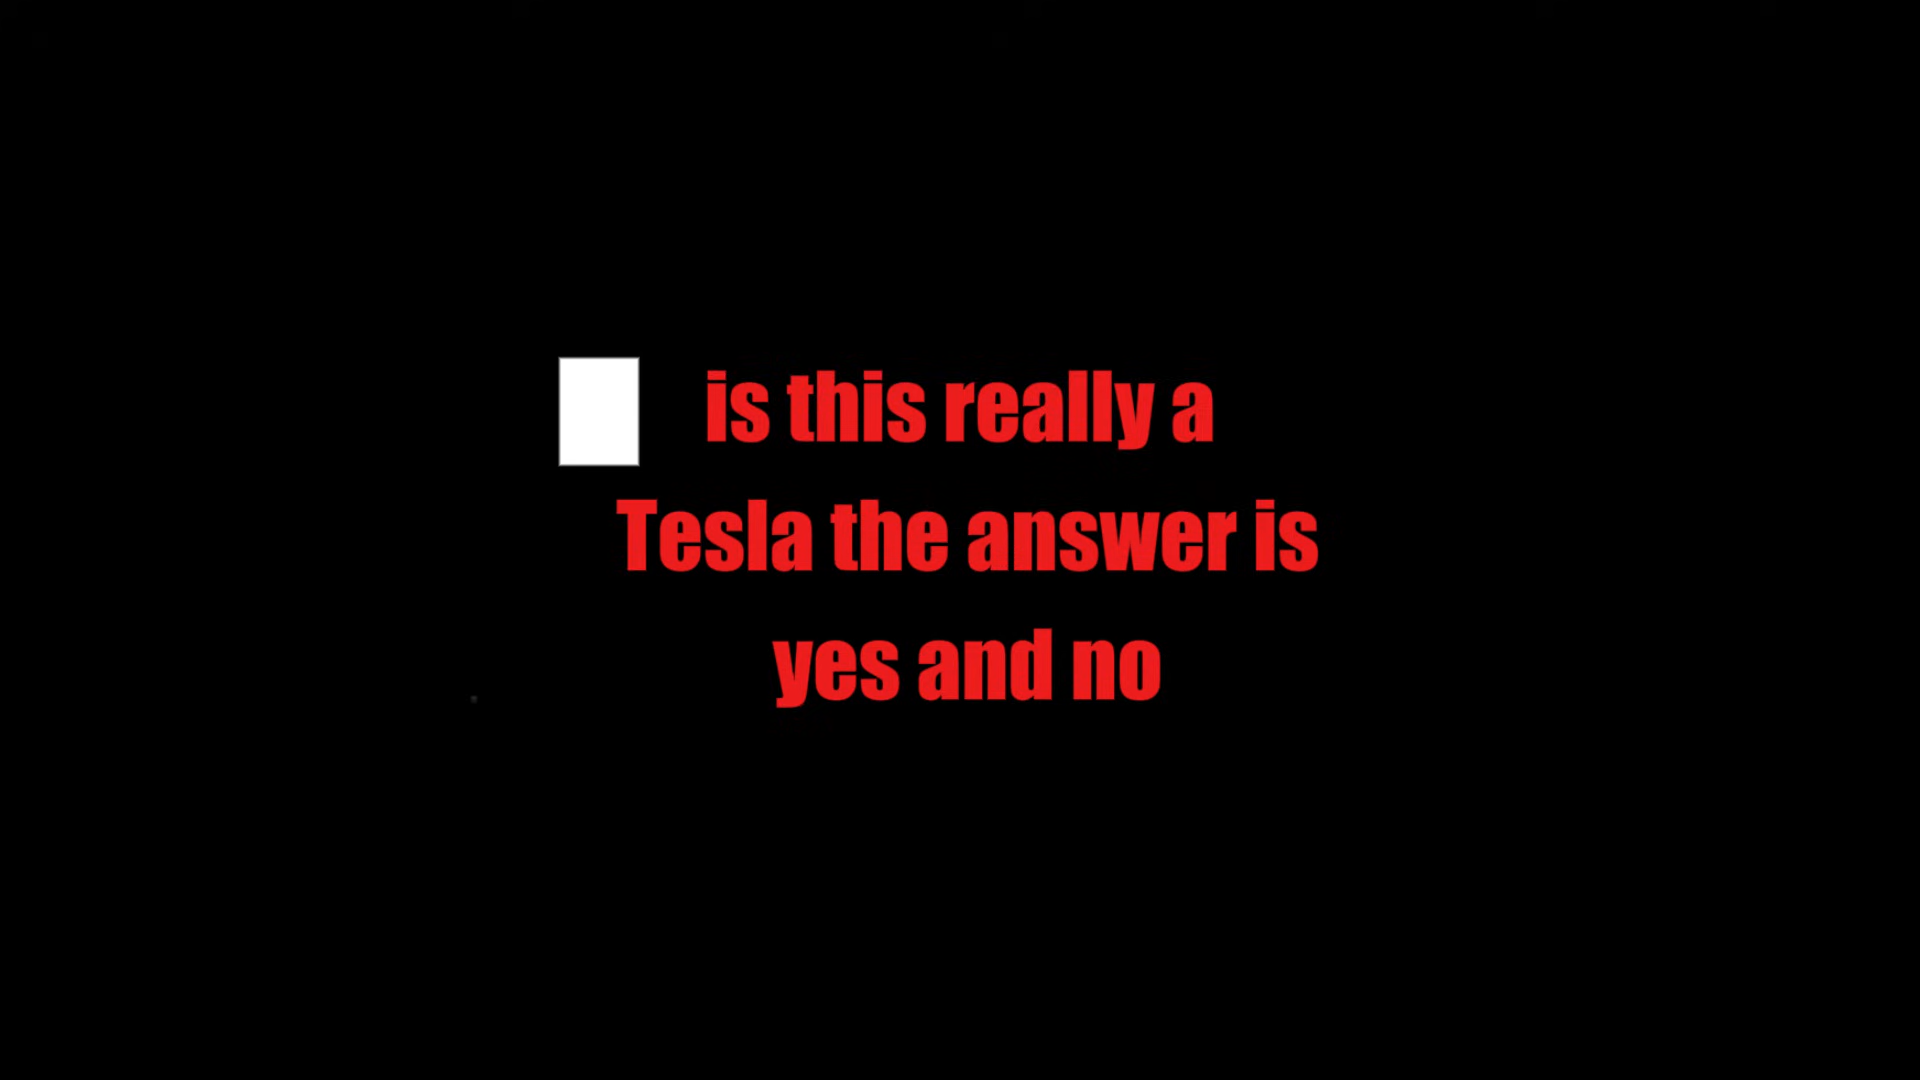 is this really a
Tesla the answer is
yes and no